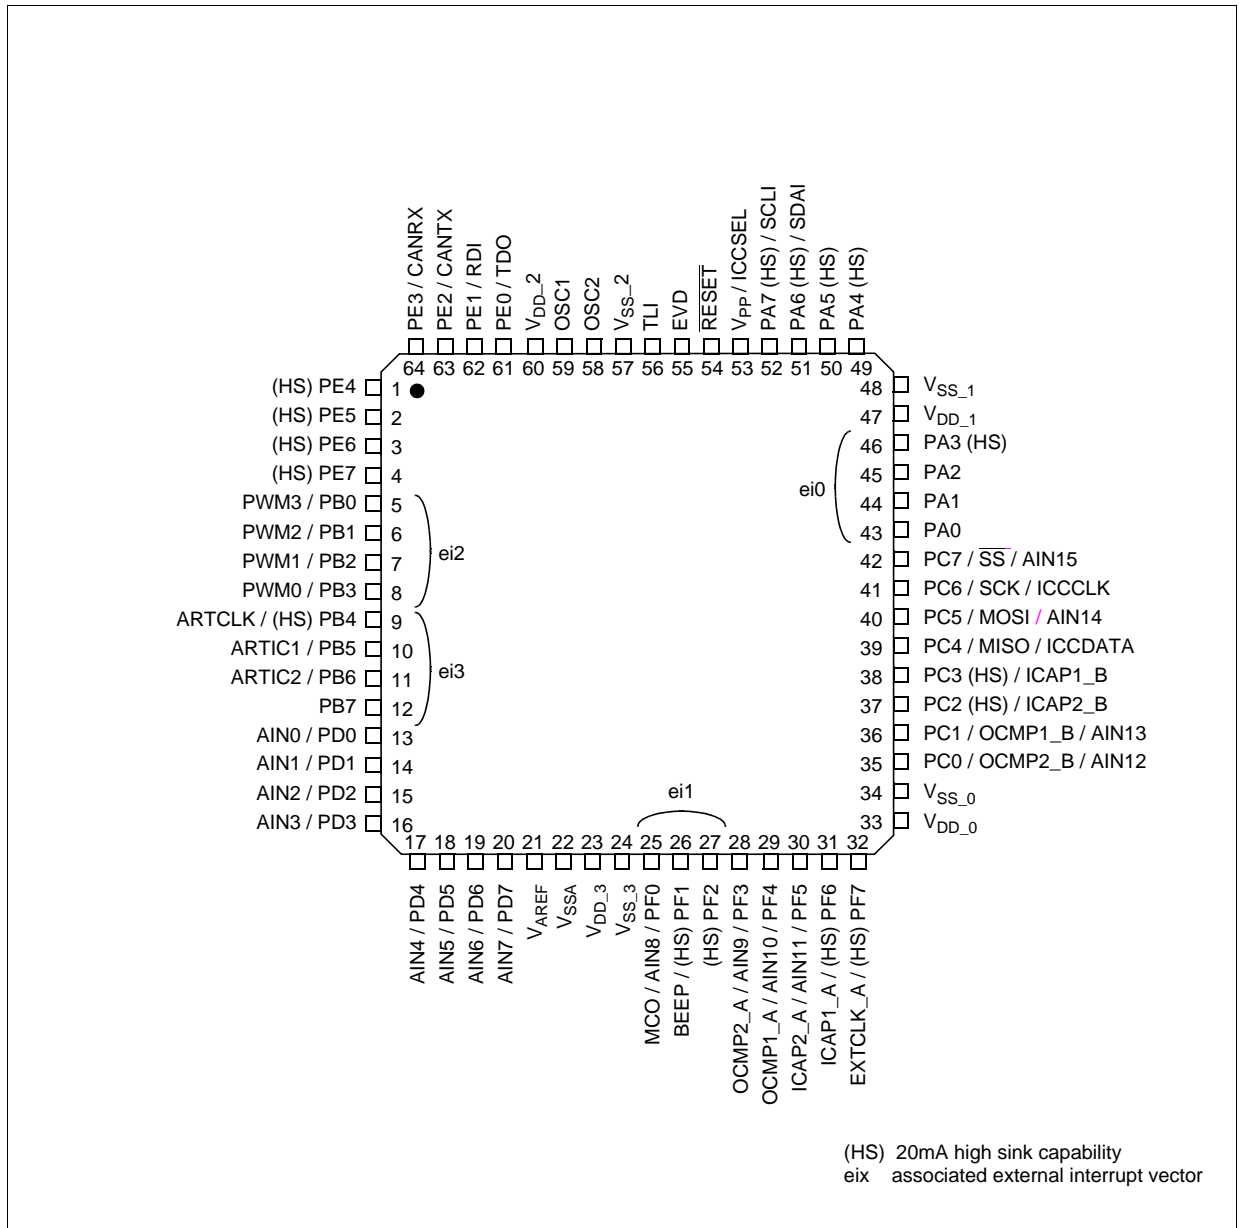 PE3 / CANRX
PE2 / CANTX
PE1 / RDI
PE0 / TDO
VDD_2
OSC1
OSC2
VSS_2
TLI
EVD
RESET
VPP / ICCSEL
PA7 (HS) / SCLI
PA6 (HS) / SDAI
PA5 (HS)
PA4 (HS)
64 63 62 61 60 59 58 57 56 55 54 53 52 51 50 49
(HS) PE4 1
(HS) PE5 2
(HS) PE6 3
(HS) PE7 4
PWM3 / PB0 5
PWM2 / PB1 6
PWM1 / PB2 7
PWM0 / PB3 8
ei2
ARTCLK / (HS) PB4 9
ARTIC1 / PB5 10
ARTIC2 / PB6 11
PB7 12
ei3
AIN0 / PD0 13
AIN1 / PD1 14
AIN2 / PD2 15
AIN3 / PD3 16
48 VSS_1
47 VDD_1
46 PA3 (HS)
45 PA2
44 PA1
43 PA0
ei0
42 PC7 / SS / AIN15
41 PC6 / SCK / ICCCLK
40 PC5 / MOSI / AIN14
39 PC4 / MISO / ICCDATA
38 PC3 (HS) / ICAP1_B
37 PC2 (HS) / ICAP2_B
36 PC1 / OCMP1_B / AIN13
35 PC0 / OCMP2_B / AIN12
34 VSS_0
33 VDD_0
ei1
17 18 19 20 21 22 23 24 25 26 27 28 29 30 31 32
AIN4 / PD4
AIN5 / PD5
AIN6 / PD6
AIN7 / PD7
VAREF
VSSA
VDD_3
VSS_3
MCO / AIN8 / PF0
BEEP / (HS) PF1
(HS) PF2
OCMP2_A / AIN9 / PF3
OCMP1_A / AIN10 / PF4
ICAP2_A / AIN11 / PF5
ICAP1_A / (HS) PF6
EXTCLK_A / (HS) PF7
(HS) 20mA high sink capability
eix associated external interrupt vector